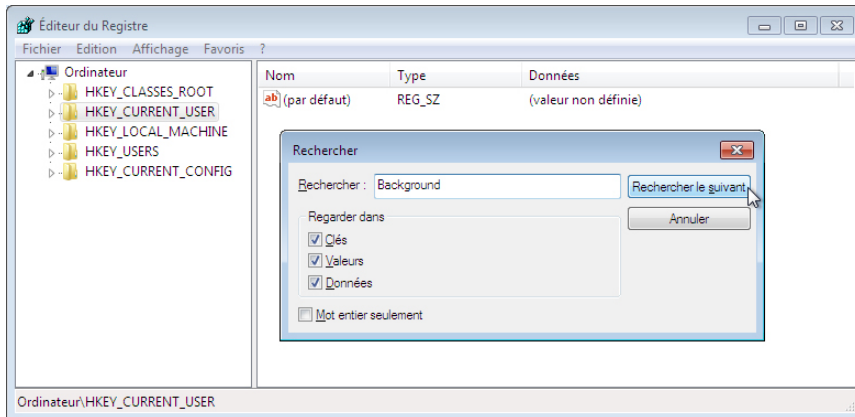 Éditeur du Registre
Fichier Edition Affichage Favoris ?
Ordinateur
HKEY_CLASSES_ROOT
HKEY_CURRENT_USER
HKEY_LOCAL_MACHINE
HKEY_USERS
HKEY_CURRENT_CONFIG
Nom Type Données
ab (par défaut) REG_SZ (valeur non définie)
Rechercher
Rechercher : Background Rechercher le suivant
Regarder dans Annuler
Clés
Valeurs
Données
Mot entier seulement
Ordinateur\HKEY_CURRENT_USER